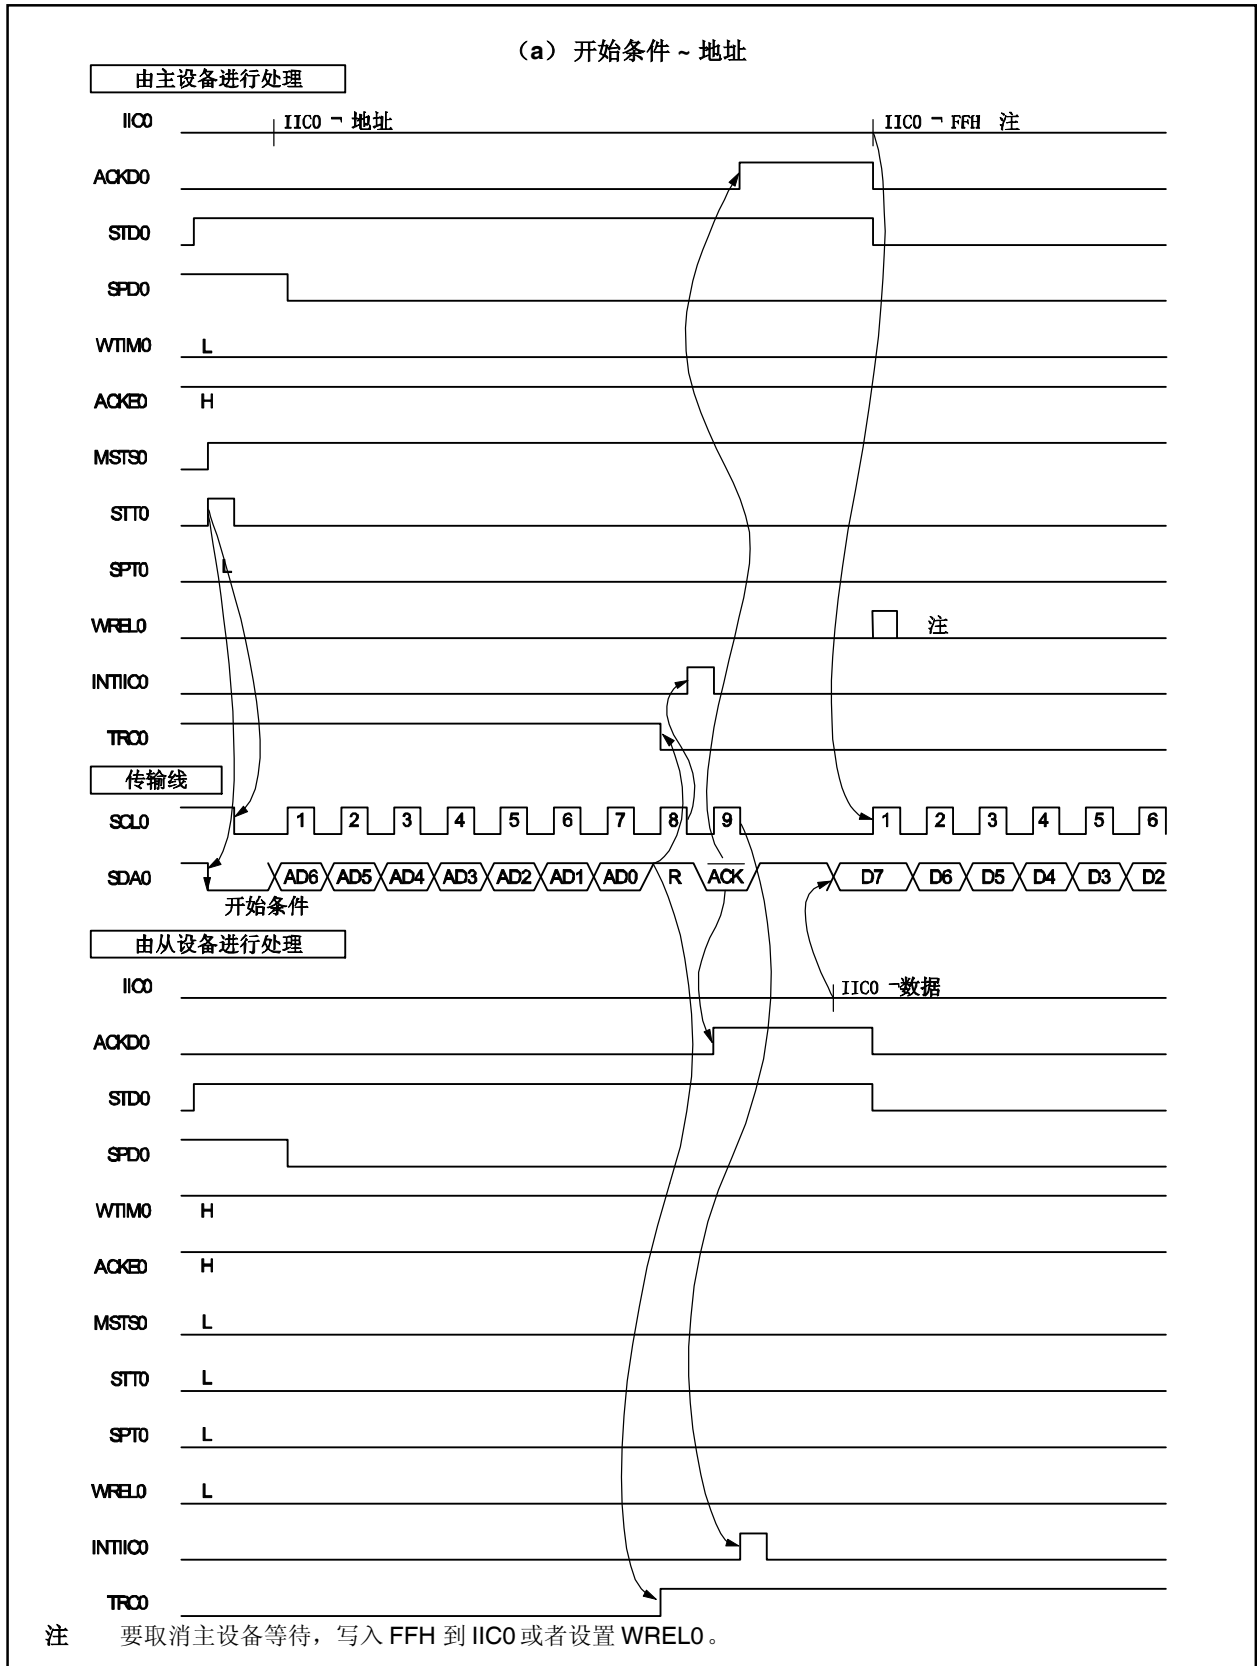 （a） 开始条件 ~ 地址
由主设备进行处理
IIC0 IIC0 ¬ 地址 IIC0 ¬ FFH 注
ACKD0
STD0
SPD0
WTIM0 L
ACKE0 H
MSTS0
STT0
SPT0 L
WREL0 注
INTIIC0
TRC0
传输线
SCL0 1 2 3 4 5 6 7 8 9 1 2 3 4 5 6
SDA0 AD6 AD5 AD4 AD3 AD2 AD1 AD0 R ACK D7 D6 D5 D4 D3 D2
开始条件
由从设备进行处理
IIC0 IIC0 ¬数据
ACKD0
STD0
SPD0
WTIM0 H
ACKE0 H
MSTS0 L
STT0 L
SPT0 L
WREL0 L
INTIIC0
TRC0
注 要取消主设备等待，写入 FFH 到 IIC0 或者设置 WREL0。